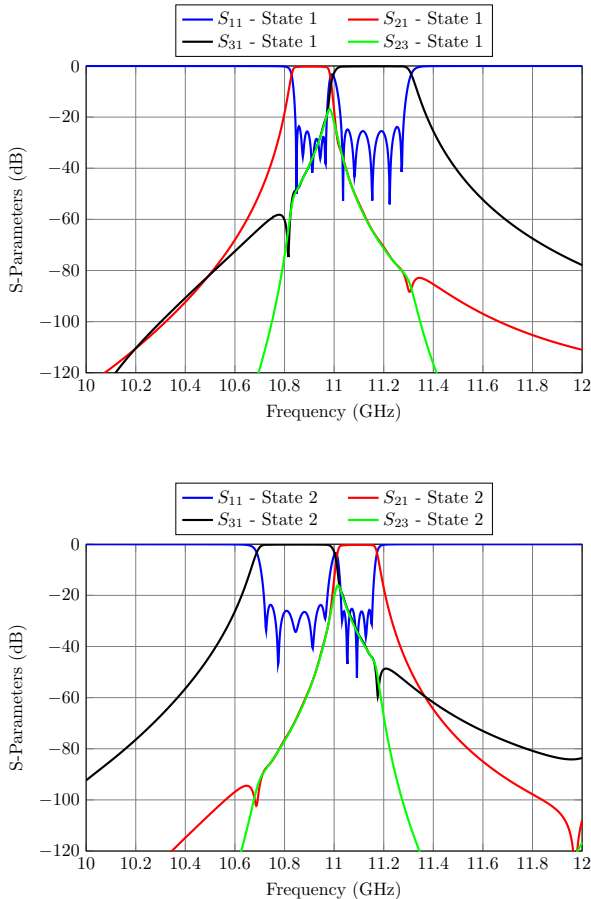 S₁₁ - State 1 S₂₁ - State 1
S₃₁ - State 1 S₂₃ - State 1
0
−20
−40
−60
−80
−100
−120
S-Parameters (dB)
10 10.2 10.4 10.6 10.8 11 11.2 11.4 11.6 11.8 12
Frequency (GHz)
S₁₁ - State 2 S₂₁ - State 2
S₃₁ - State 2 S₂₃ - State 2
0
−20
−40
−60
−80
−100
−120
S-Parameters (dB)
10 10.2 10.4 10.6 10.8 11 11.2 11.4 11.6 11.8 12
Frequency (GHz)